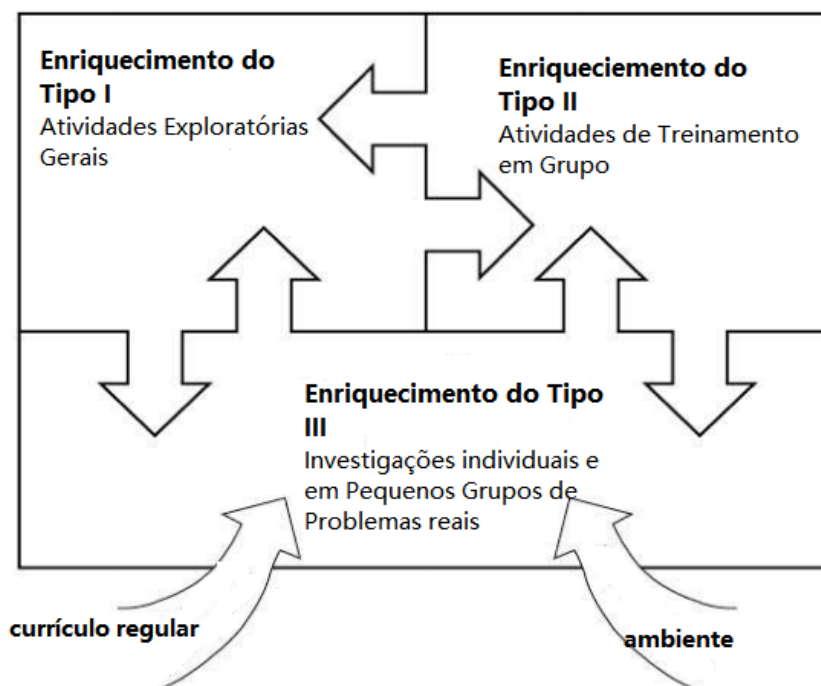 Enriquecimento do
Tipo I
Atividades Exploratórias
Gerais
Enriqueciemento do
Tipo II
Atividades de Treinamento
em Grupo
Enriquecimento do Tipo
III
Investigações individuais e
em Pequenos Grupos de
Problemas reais
currículo regular
ambiente